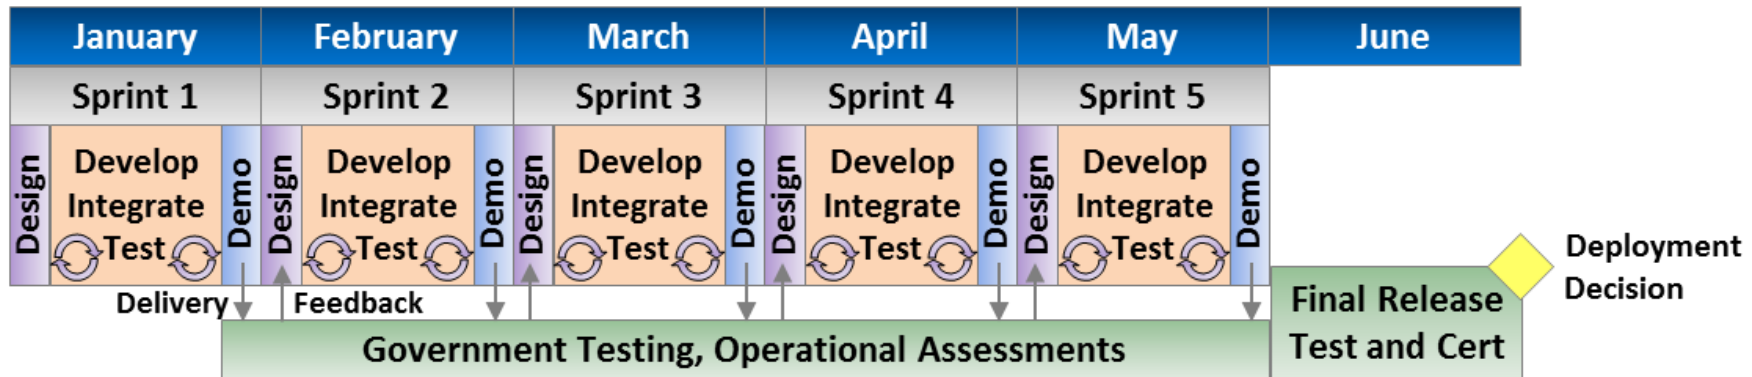 January February March April May June
Sprint 1 Sprint 2 Sprint 3 Sprint 4 Sprint 5
Design
Develop
Integrate
Test
Demo
Design
Develop
Integrate
Test
Demo
Design
Develop
Integrate
Test
Demo
Design
Develop
Integrate
Test
Demo
Design
Develop
Integrate
Test
Demo
Delivery
Feedback
Government Testing, Operational Assessments
Final Release
Test and Cert
Deployment
Decision